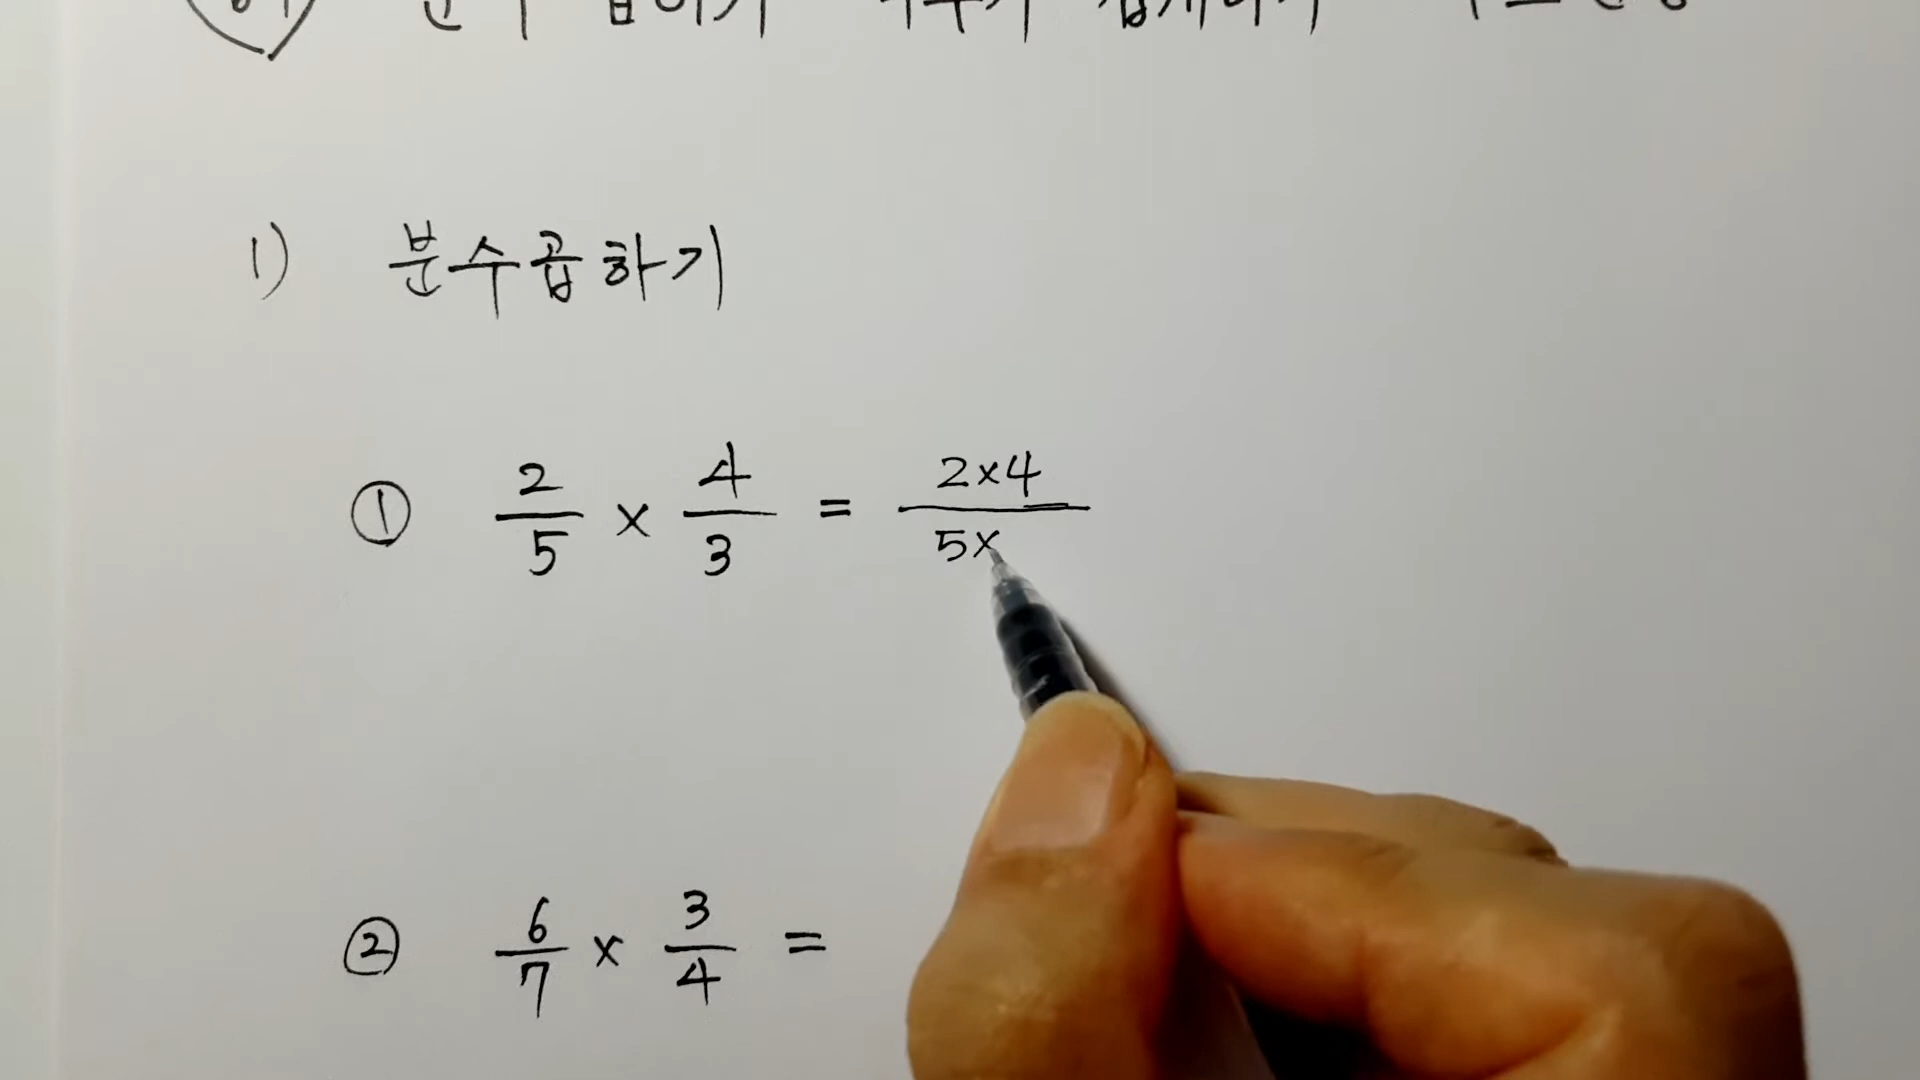 1) 분수곱하기
① 2/5 × 4/3 = 2×4/5×
② 6/7 × 3/4 =